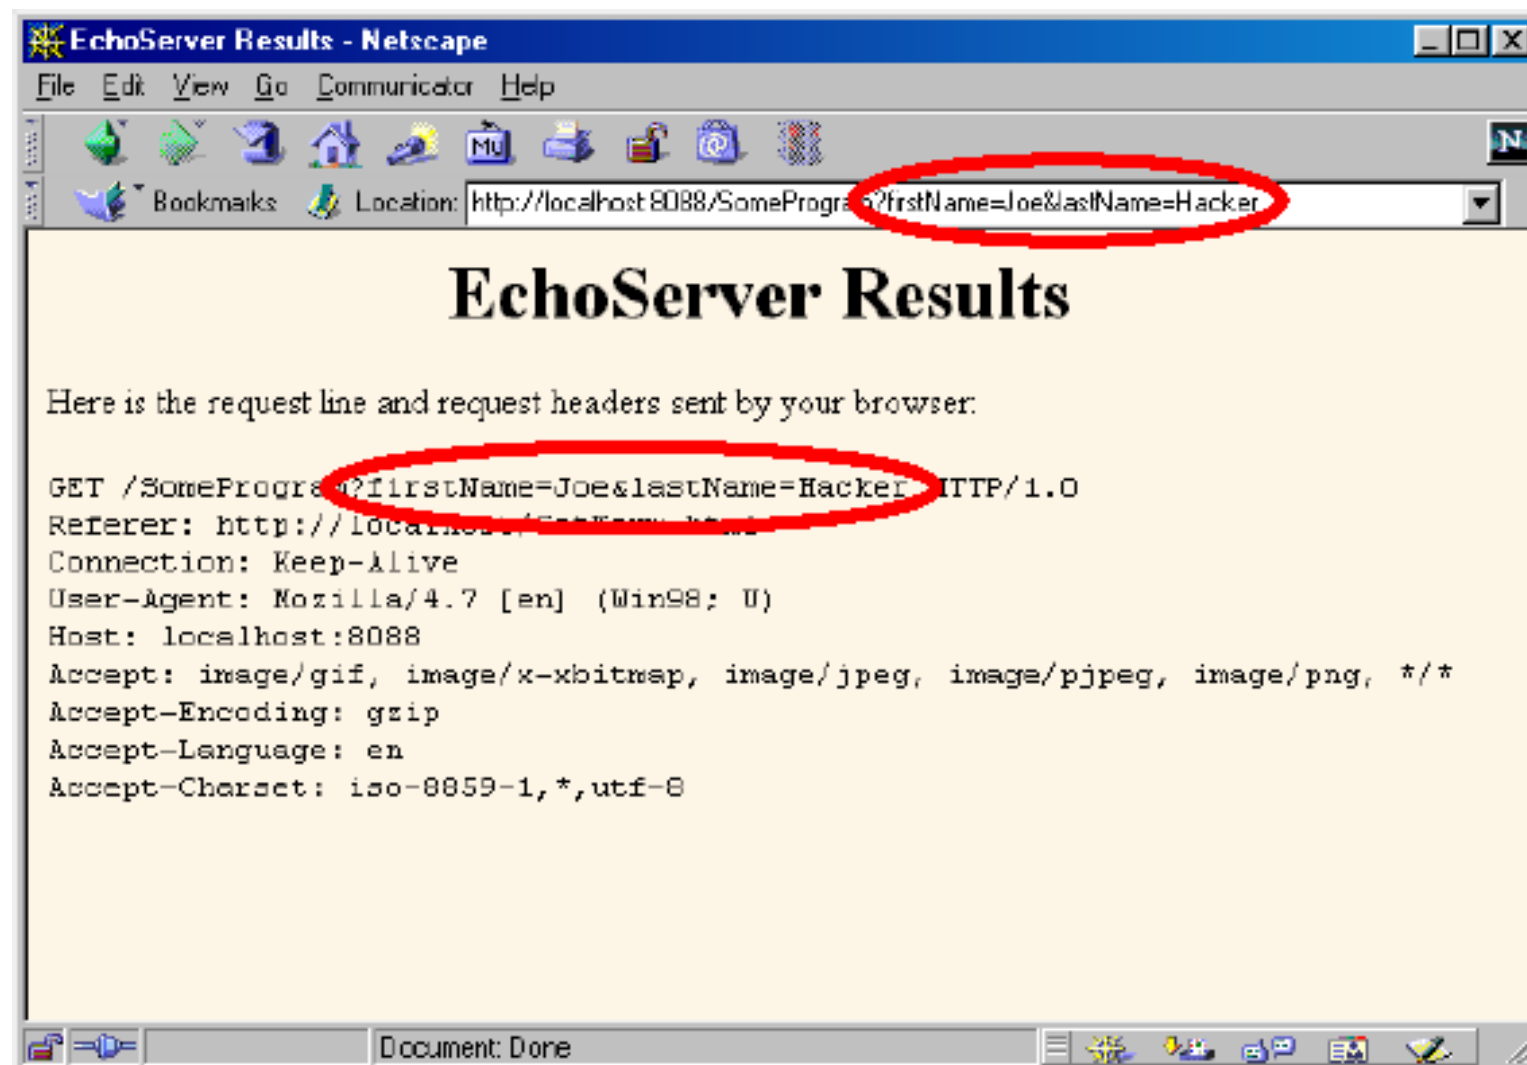 EchoServer Results - Netscape
File Edit View Go Communicator Help
My
N
Bookmarks Location: http://localhost:8088/SomeProgram?firstName=Joe&lastName=Hacker
EchoServer Results
Here is the request line and request headers sent by your browser:
GET /SomeProgram?firstName=Joe&lastName=Hacker HTTP/1.0
Referer: http://localhost/
Connection: Keep-Alive
User-Agent: Mozilla/4.7 [en] (Win98; U)
Host: localhost:8088
Accept: image/gif, image/x-xbitmap, image/jpeg, image/pjpeg, image/png, */*
Accept-Encoding: gzip
Accept-Language: en
Accept-Charset: iso-8859-1,*,utf-8
Document: Done